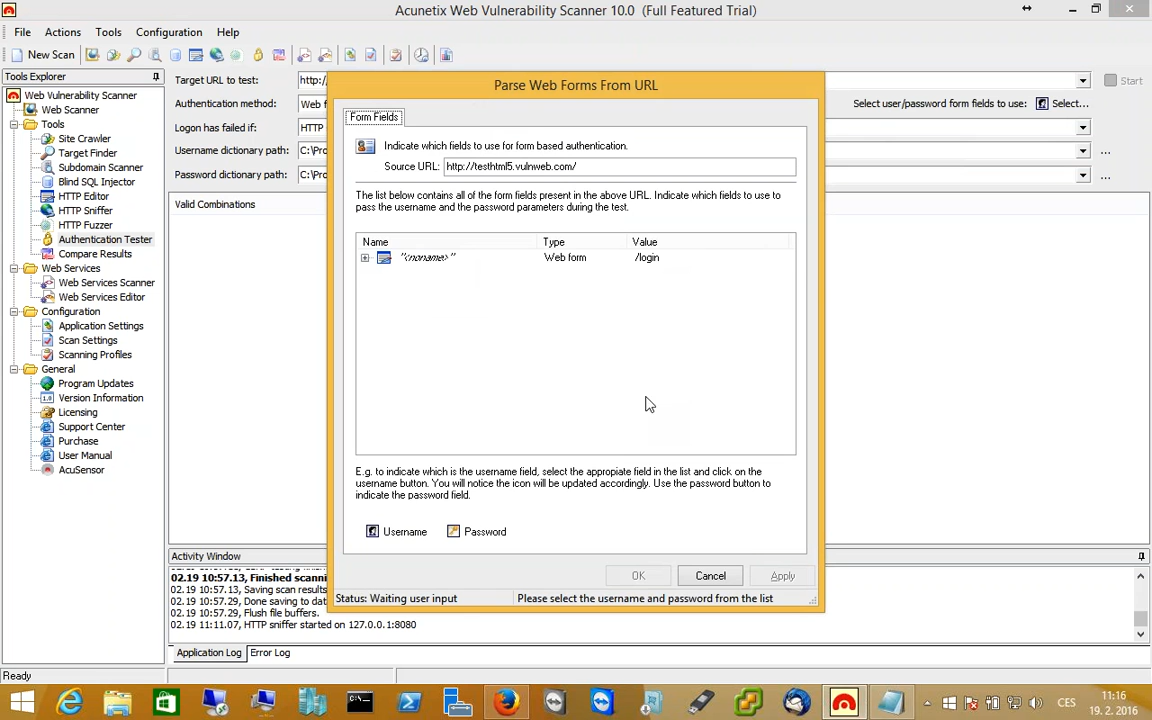 Acunetix Web Vulnerability Scanner 10.0 (Full Featured Trial)
File Actions Tools Configuration Help
New Scan
Tools Explorer
Web Vulnerability Scanner
Web Scanner
Tools
Site Crawler
Target Finder
Subdomain Scanner
Blind SQL Injector
HTTP Editor
HTTP Sniffer
HTTP Fuzzer
Authentication Tester
Compare Results
Web Services
Web Services Scanner
Web Services Editor
Configuration
Application Settings
Scan Settings
Scanning Profiles
General
Program Updates
Version Information
Licensing
Support Center
Purchase
User Manual
AcuSensor
Target URL to test: http:/
Start
Authentication method: Web f
Select user/password form fields to use: Select...
Logon has failed if: HTTP
Username dictionary path: C:\Pro
...
Password dictionary path: C:\Pro
...
Valid Combinations
Parse Web Forms From URL
Form Fields
Indicate which fields to use for form based authentication.
Source URL: http://testhtml5.vulnweb.com/
The list below contains all of the form fields present in the above URL. Indicate which fields to use to
pass the username and the password parameters during the test.
Name Type Value
"<noname>" Web form /login
E.g. to indicate which is the username field, select the appropiate field in the list and click on the
username button. You will notice the icon will be updated accordingly. Use the password button to
indicate the password field.
Username Password
OK Cancel Apply
Status: Waiting user input Please select the username and password from the list
Activity Window
02.19 10:57.13, Finished scanni
02.19 10:57.13, Saving scan results
02.19 10:57.29, Done saving to dat
02.19 10:57.29, Flush file buffers.
02.19 11:11.07, HTTP sniffer started on 127.0.0.1:8080
Application Log Error Log
Ready
CES
11:16
19. 2. 2016